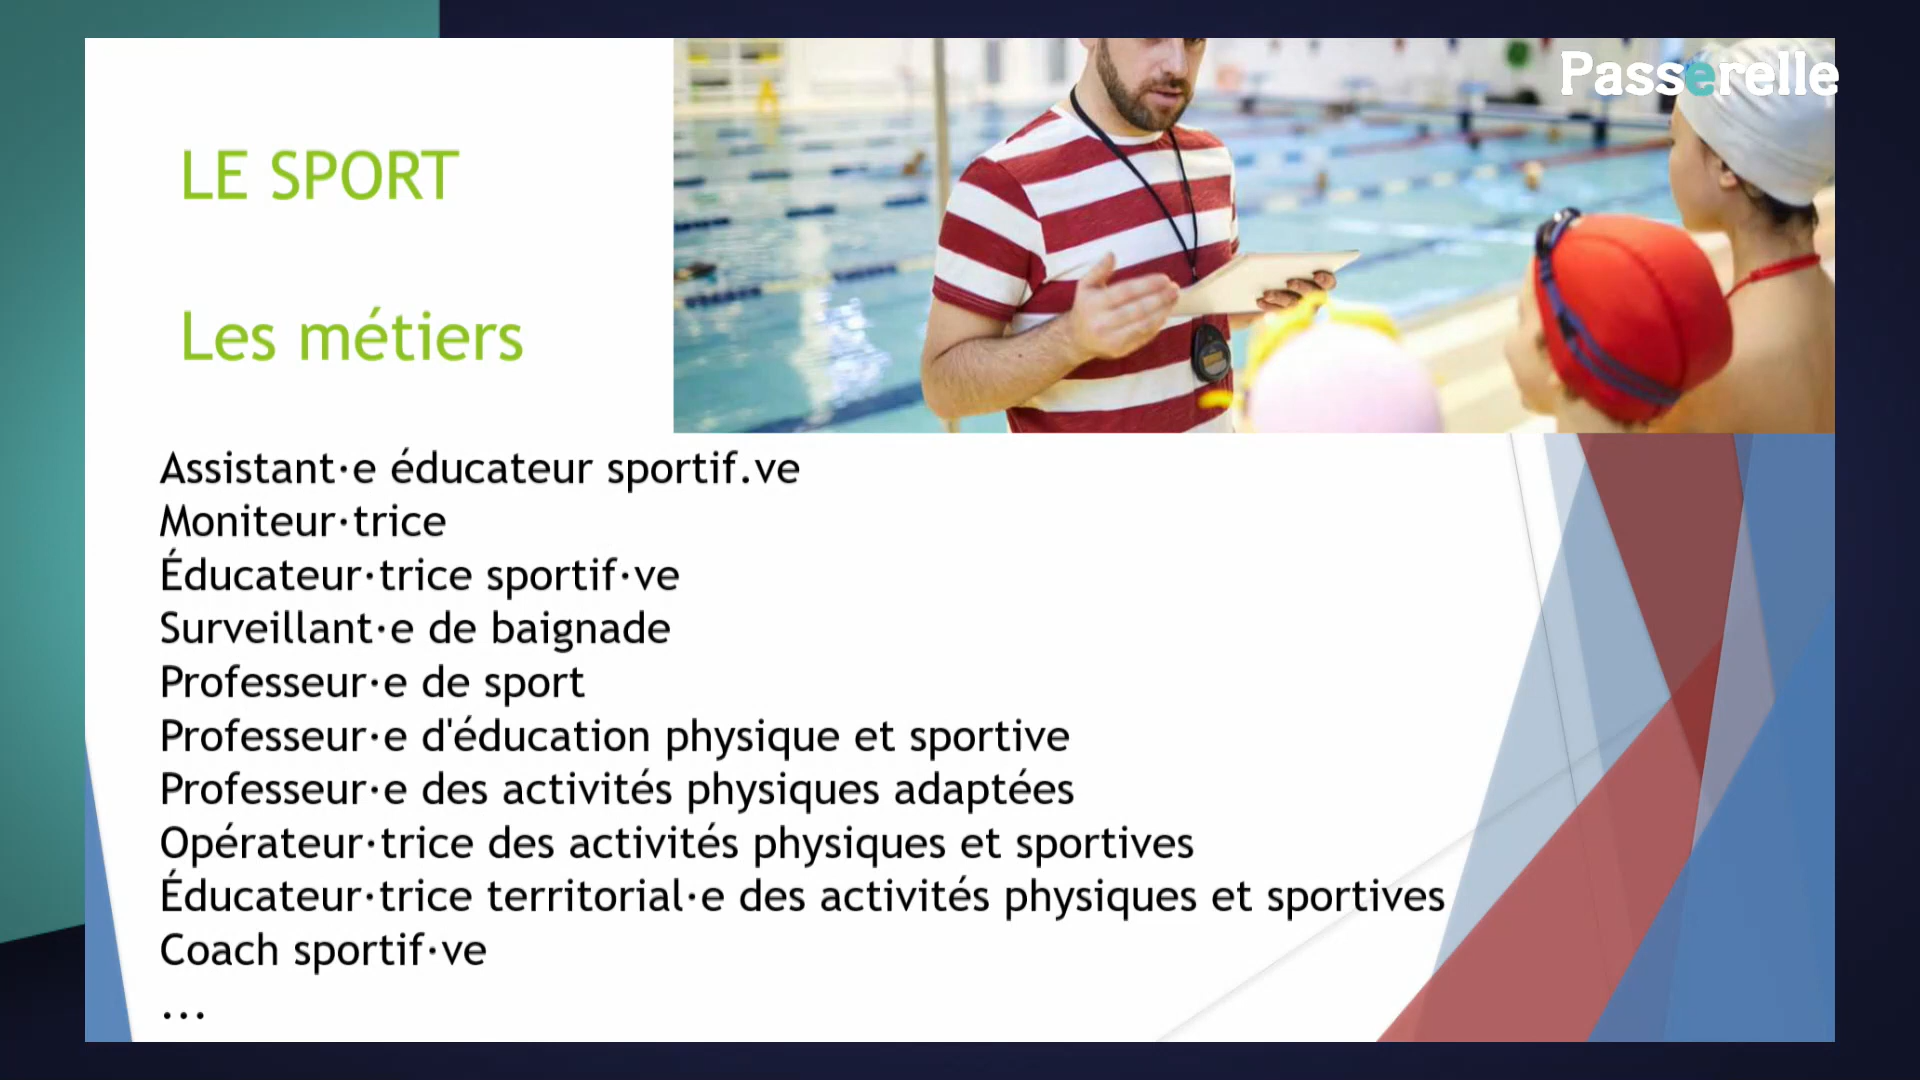 Passerelle
LE SPORT
Les métiers
Assistant·e éducateur sportif.ve
Moniteur·trice
Éducateur·trice sportif·ve
Surveillant·e de baignade
Professeur·e de sport
Professeur·e d'éducation physique et sportive
Professeur·e des activités physiques adaptées
Opérateur·trice des activités physiques et sportives
Éducateur·trice territorial·e des activités physiques et sportives
Coach sportif·ve
...